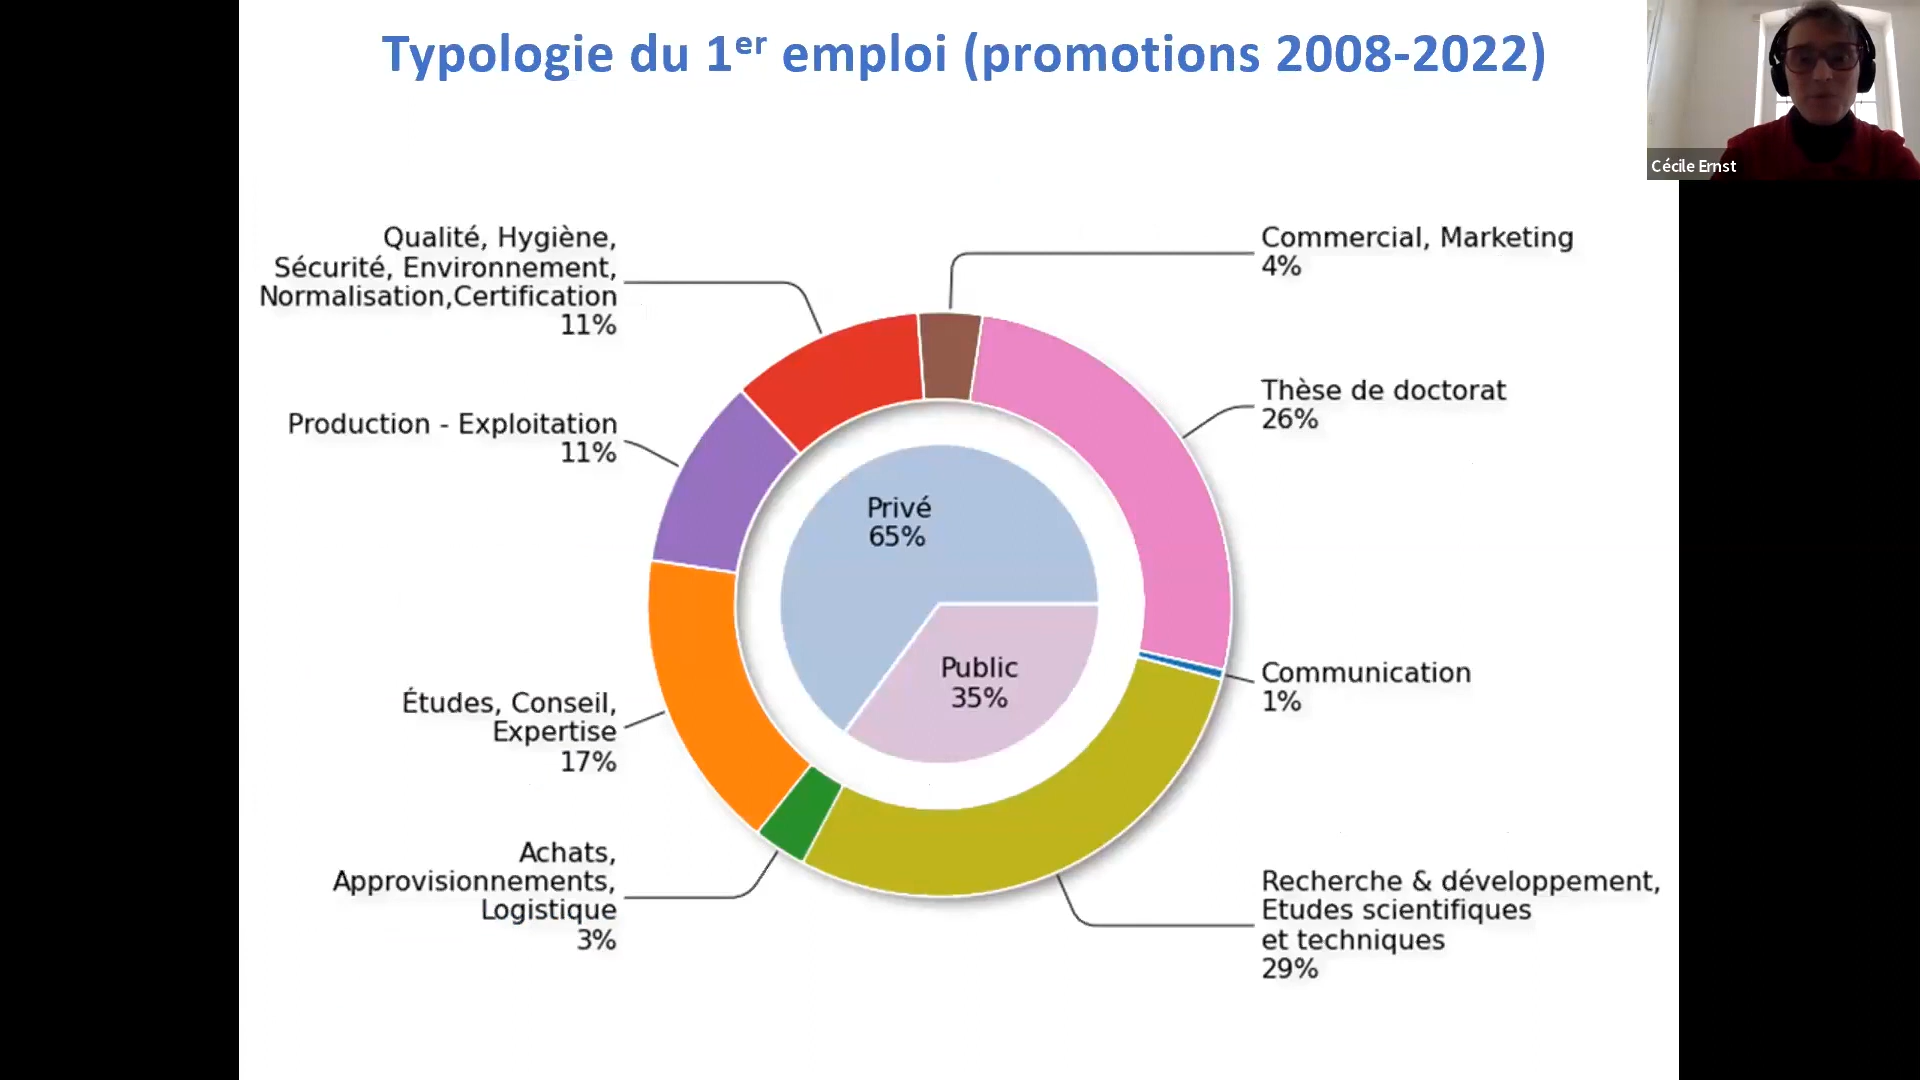 Typologie du 1er emploi (promotions 2008-2022)
Cécile Ernst
Qualité, Hygiène,
Sécurité, Environnement,
Normalisation,Certification
11%
Commercial, Marketing
4%
Production - Exploitation
11%
Thèse de doctorat
26%
Privé
65%
Public
35%
Études, Conseil,
Expertise
17%
Communication
1%
Achats,
Approvisionnements,
Logistique
3%
Recherche & développement,
Etudes scientifiques
et techniques
29%